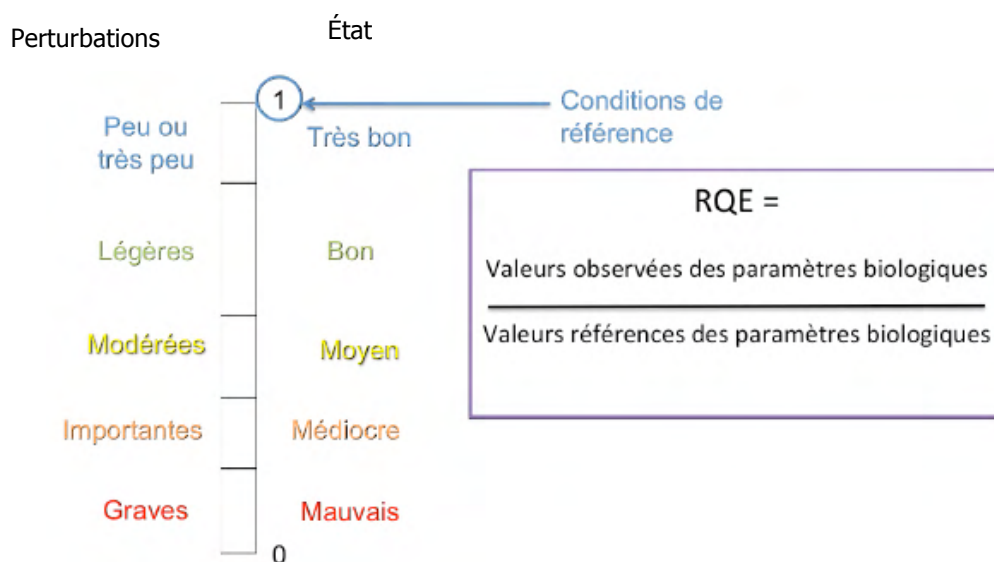 Perturbations
État
1
Conditions de
référence
Peu ou
très peu
Très bon
RQE =
Légères
Bon
Valeurs observées des paramètres biologiques
Valeurs références des paramètres biologiques
Modérées
Moyen
Importantes
Médiocre
Graves
Mauvais
0